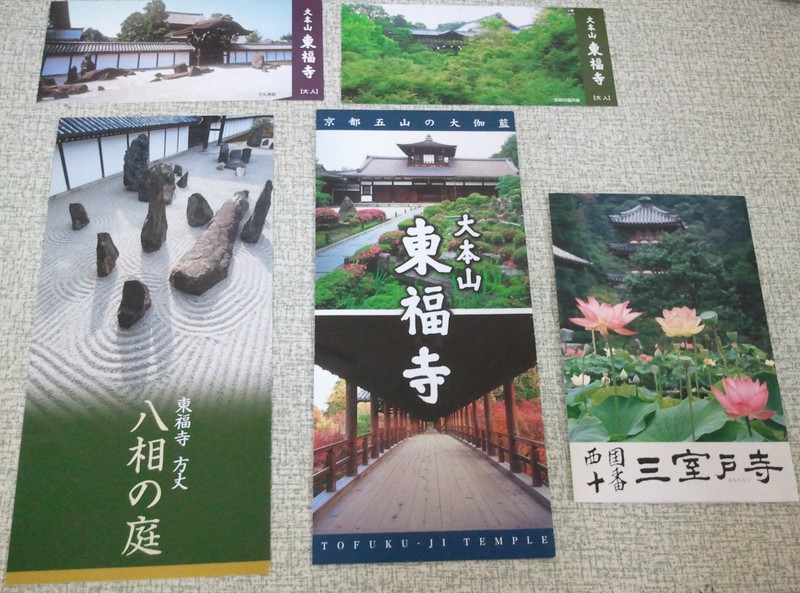 大本山 東福寺
【大人】
大本山 東福寺
【大人】
京都五山の大伽藍
大本山
東福寺
TOFUKU-JI TEMPLE
東福寺 方丈
八相の庭
西国十番
三室戸寺